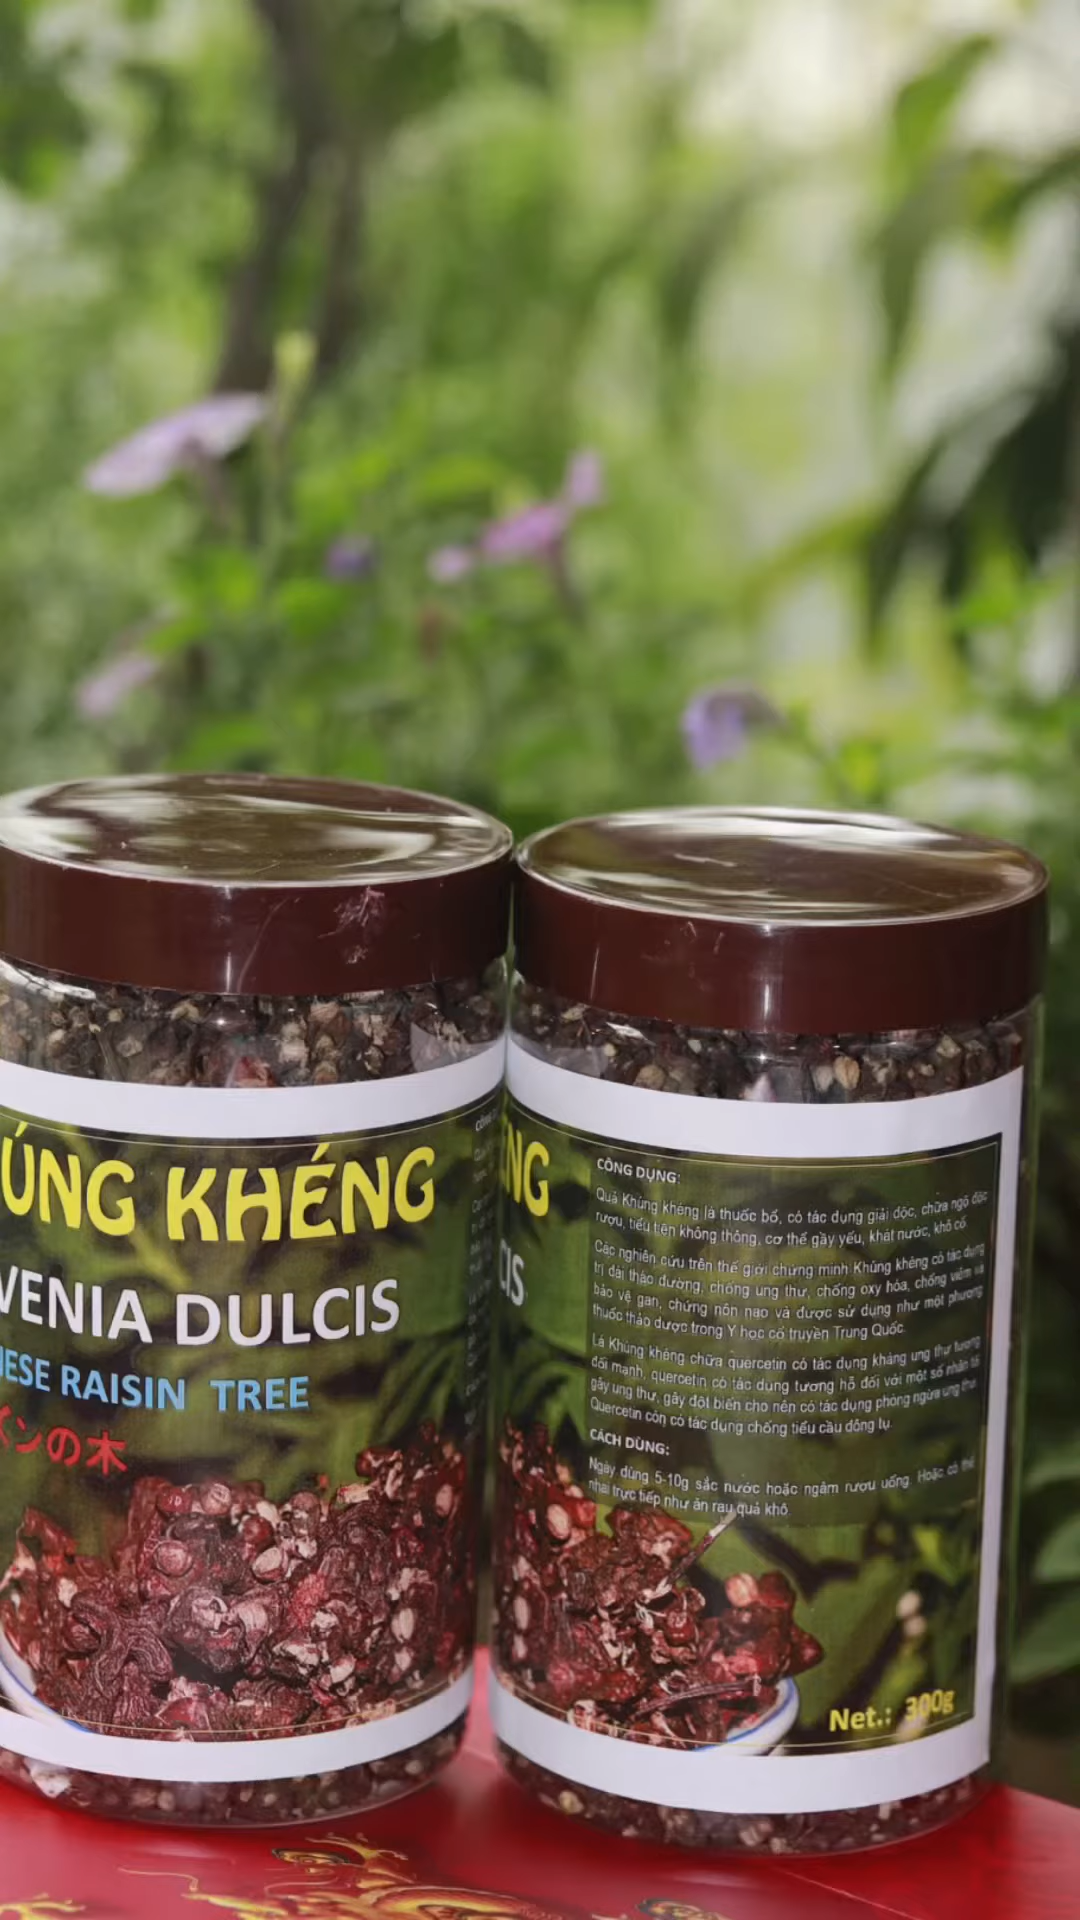 ÚNG KHÉNG
VENIA DULCIS
ESE RAISIN TREE
ンの木
NG
CIS
CÔNG DỤNG:
Quả Khúng khéng là thuốc bổ, có tác dụng giải độc, chữa ngộ độc
rượu, tiểu tiện không thông, cơ thể gầy yếu, khát nước, khô cổ.
Các nghiên cứu trên thế giới chứng minh Khúng khéng có tác dụng
trị đái tháo đường, chống ung thư, chống oxy hóa, chống viêm và
bảo vệ gan, chứng nôn nao và được sử dụng như một phương
thuốc thảo dược trong Y học cổ truyền Trung Quốc.
Lá Khúng khéng chữa quercetin có tác dụng kháng ung thư tương
đối mạnh, quercetin có tác dụng tương hỗ đối với một số nhân tố
gây ung thư, gây đột biến cho nên có tác dụng phòng ngừa ung thư.
Quercetin còn có tác dụng chống tiểu cầu đông tụ.
CÁCH DÙNG:
Ngày dùng 5-10g sắc nước hoặc ngâm rượu uống. Hoặc có thể
nhai trực tiếp như ăn rau quả khô.
Net.: 300g